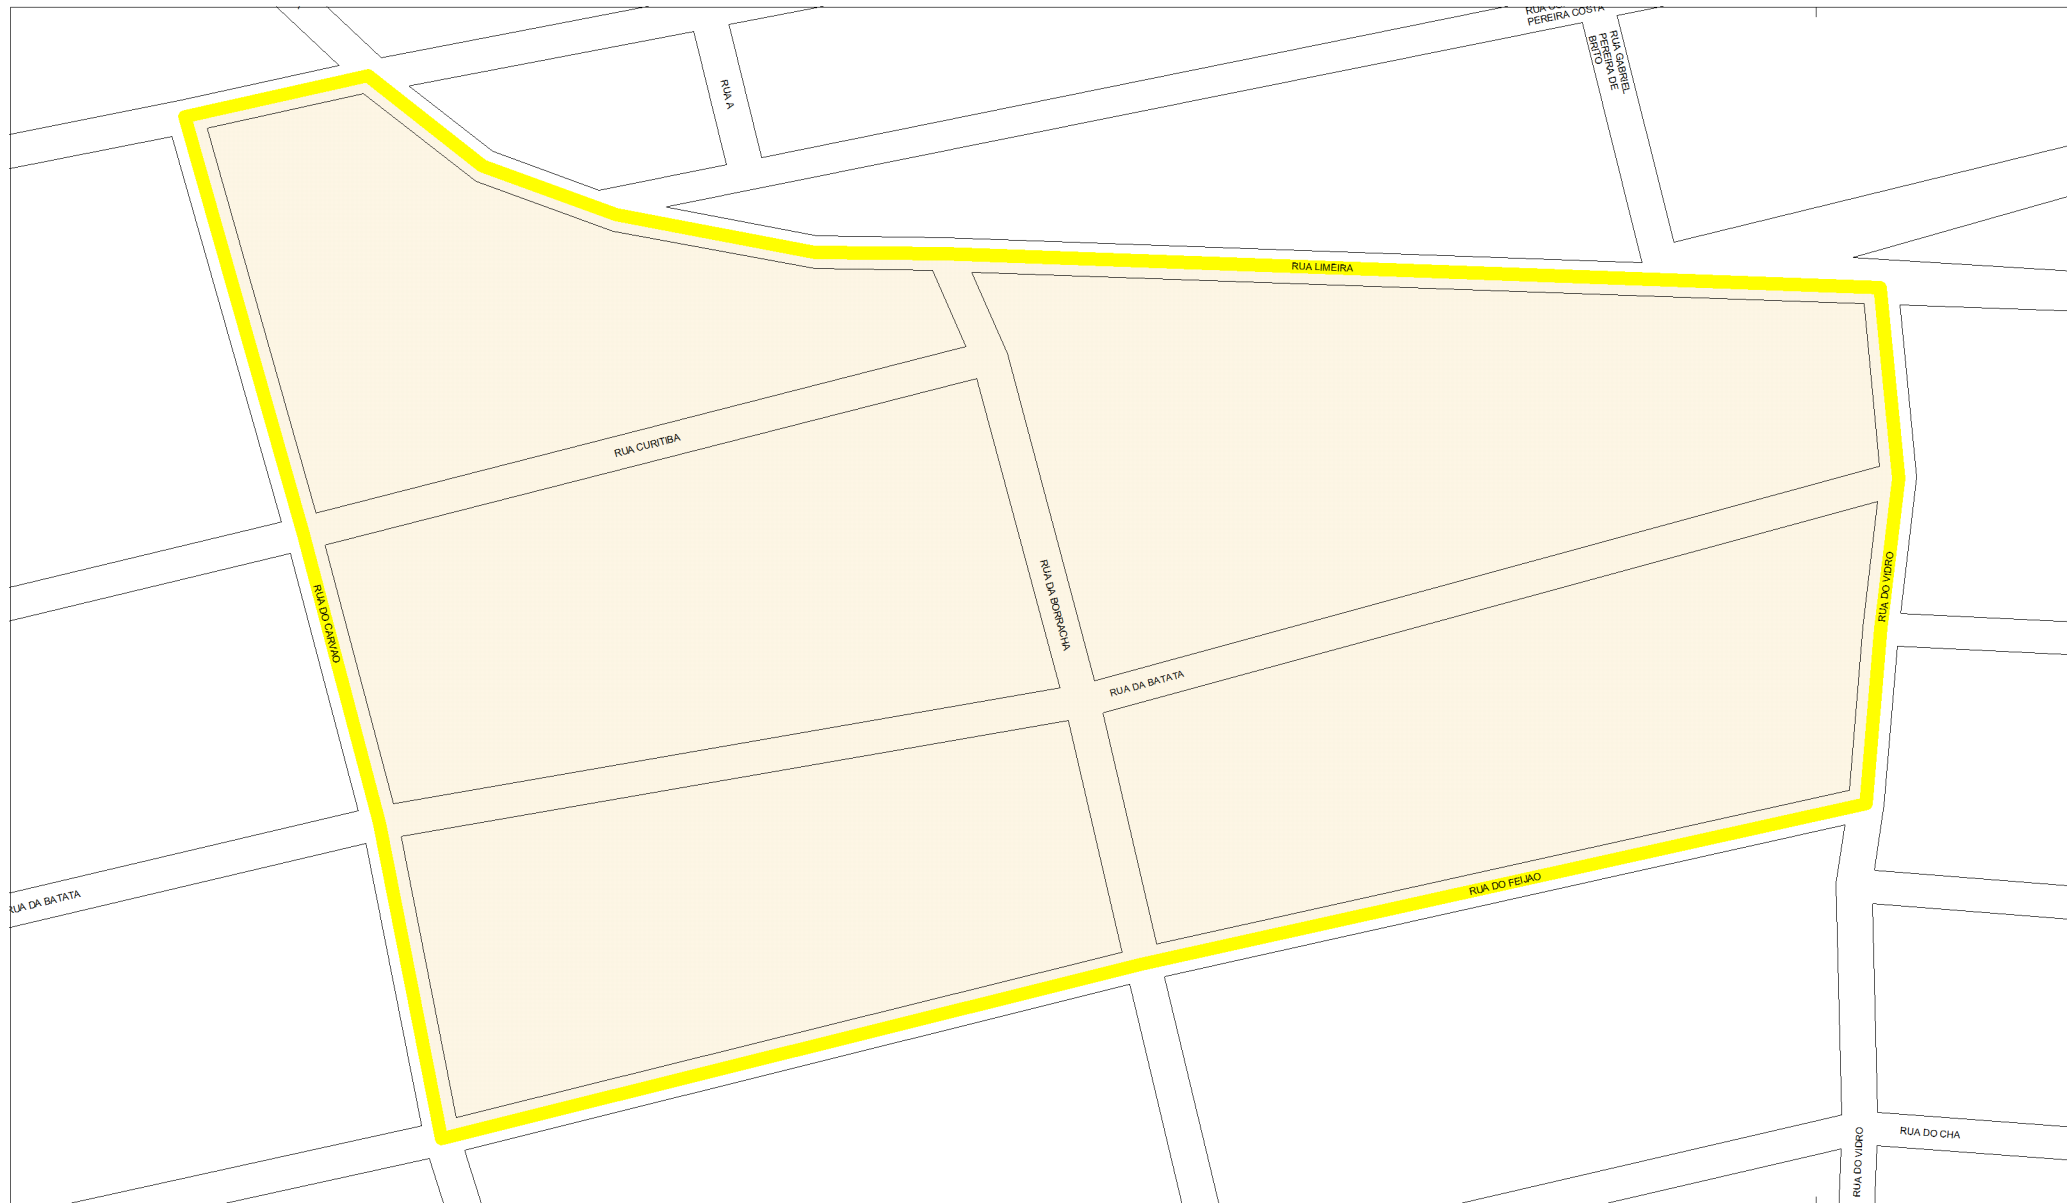 PEREIRA COSTA
RUA GABRIEL
PEREIRA DE
BRITO
RUA A
RUA LIMEIRA
RUA CURITIBA
RUA DO CARVAO
RUA DA BORRACHA
RUA DO VIDRO
RUA DA BATATA
RUA DO FEIJAO
RUA DA BATATA
RUA DO CHA
RUA DO VIDRO